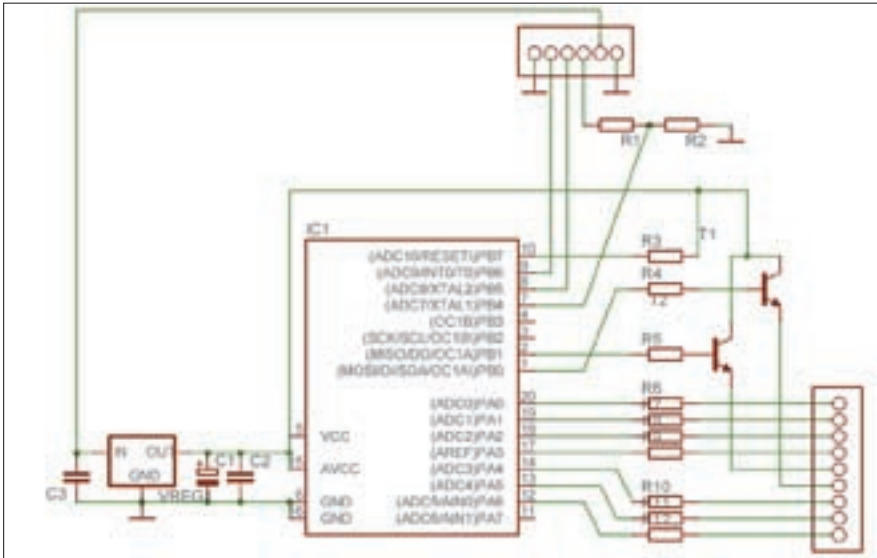 R1
R2
IC1
T1
(ADC10/RESET)PB7
10
R3
(ADC9/INT0/T0)PB6
9
R4
(ADC8/XTAL2)PB5
8
T2
(ADC7/XTAL1)PB4
7
(OC1B)PB3
4
(SCK/SCL/OC1B)PB2
3
(MISO/DO/OC1A)PB1
2
R5
(MOSI/DI/SDA/OC1A)PB0
1
(ADC0)PA0
20
R6
(ADC1)PA1
19
VCC
5
(ADC2)PA2
18
(AREF)PA3
17
IN
OUT
GND
C1
C2
AVCC
15
(ADC3)PA4
14
(ADC4)PA5
13
R10
C3
VREG
GND
6
(ADC5/AIN0)PA6
12
GND
16
(ADC6/AIN1)PA7
11